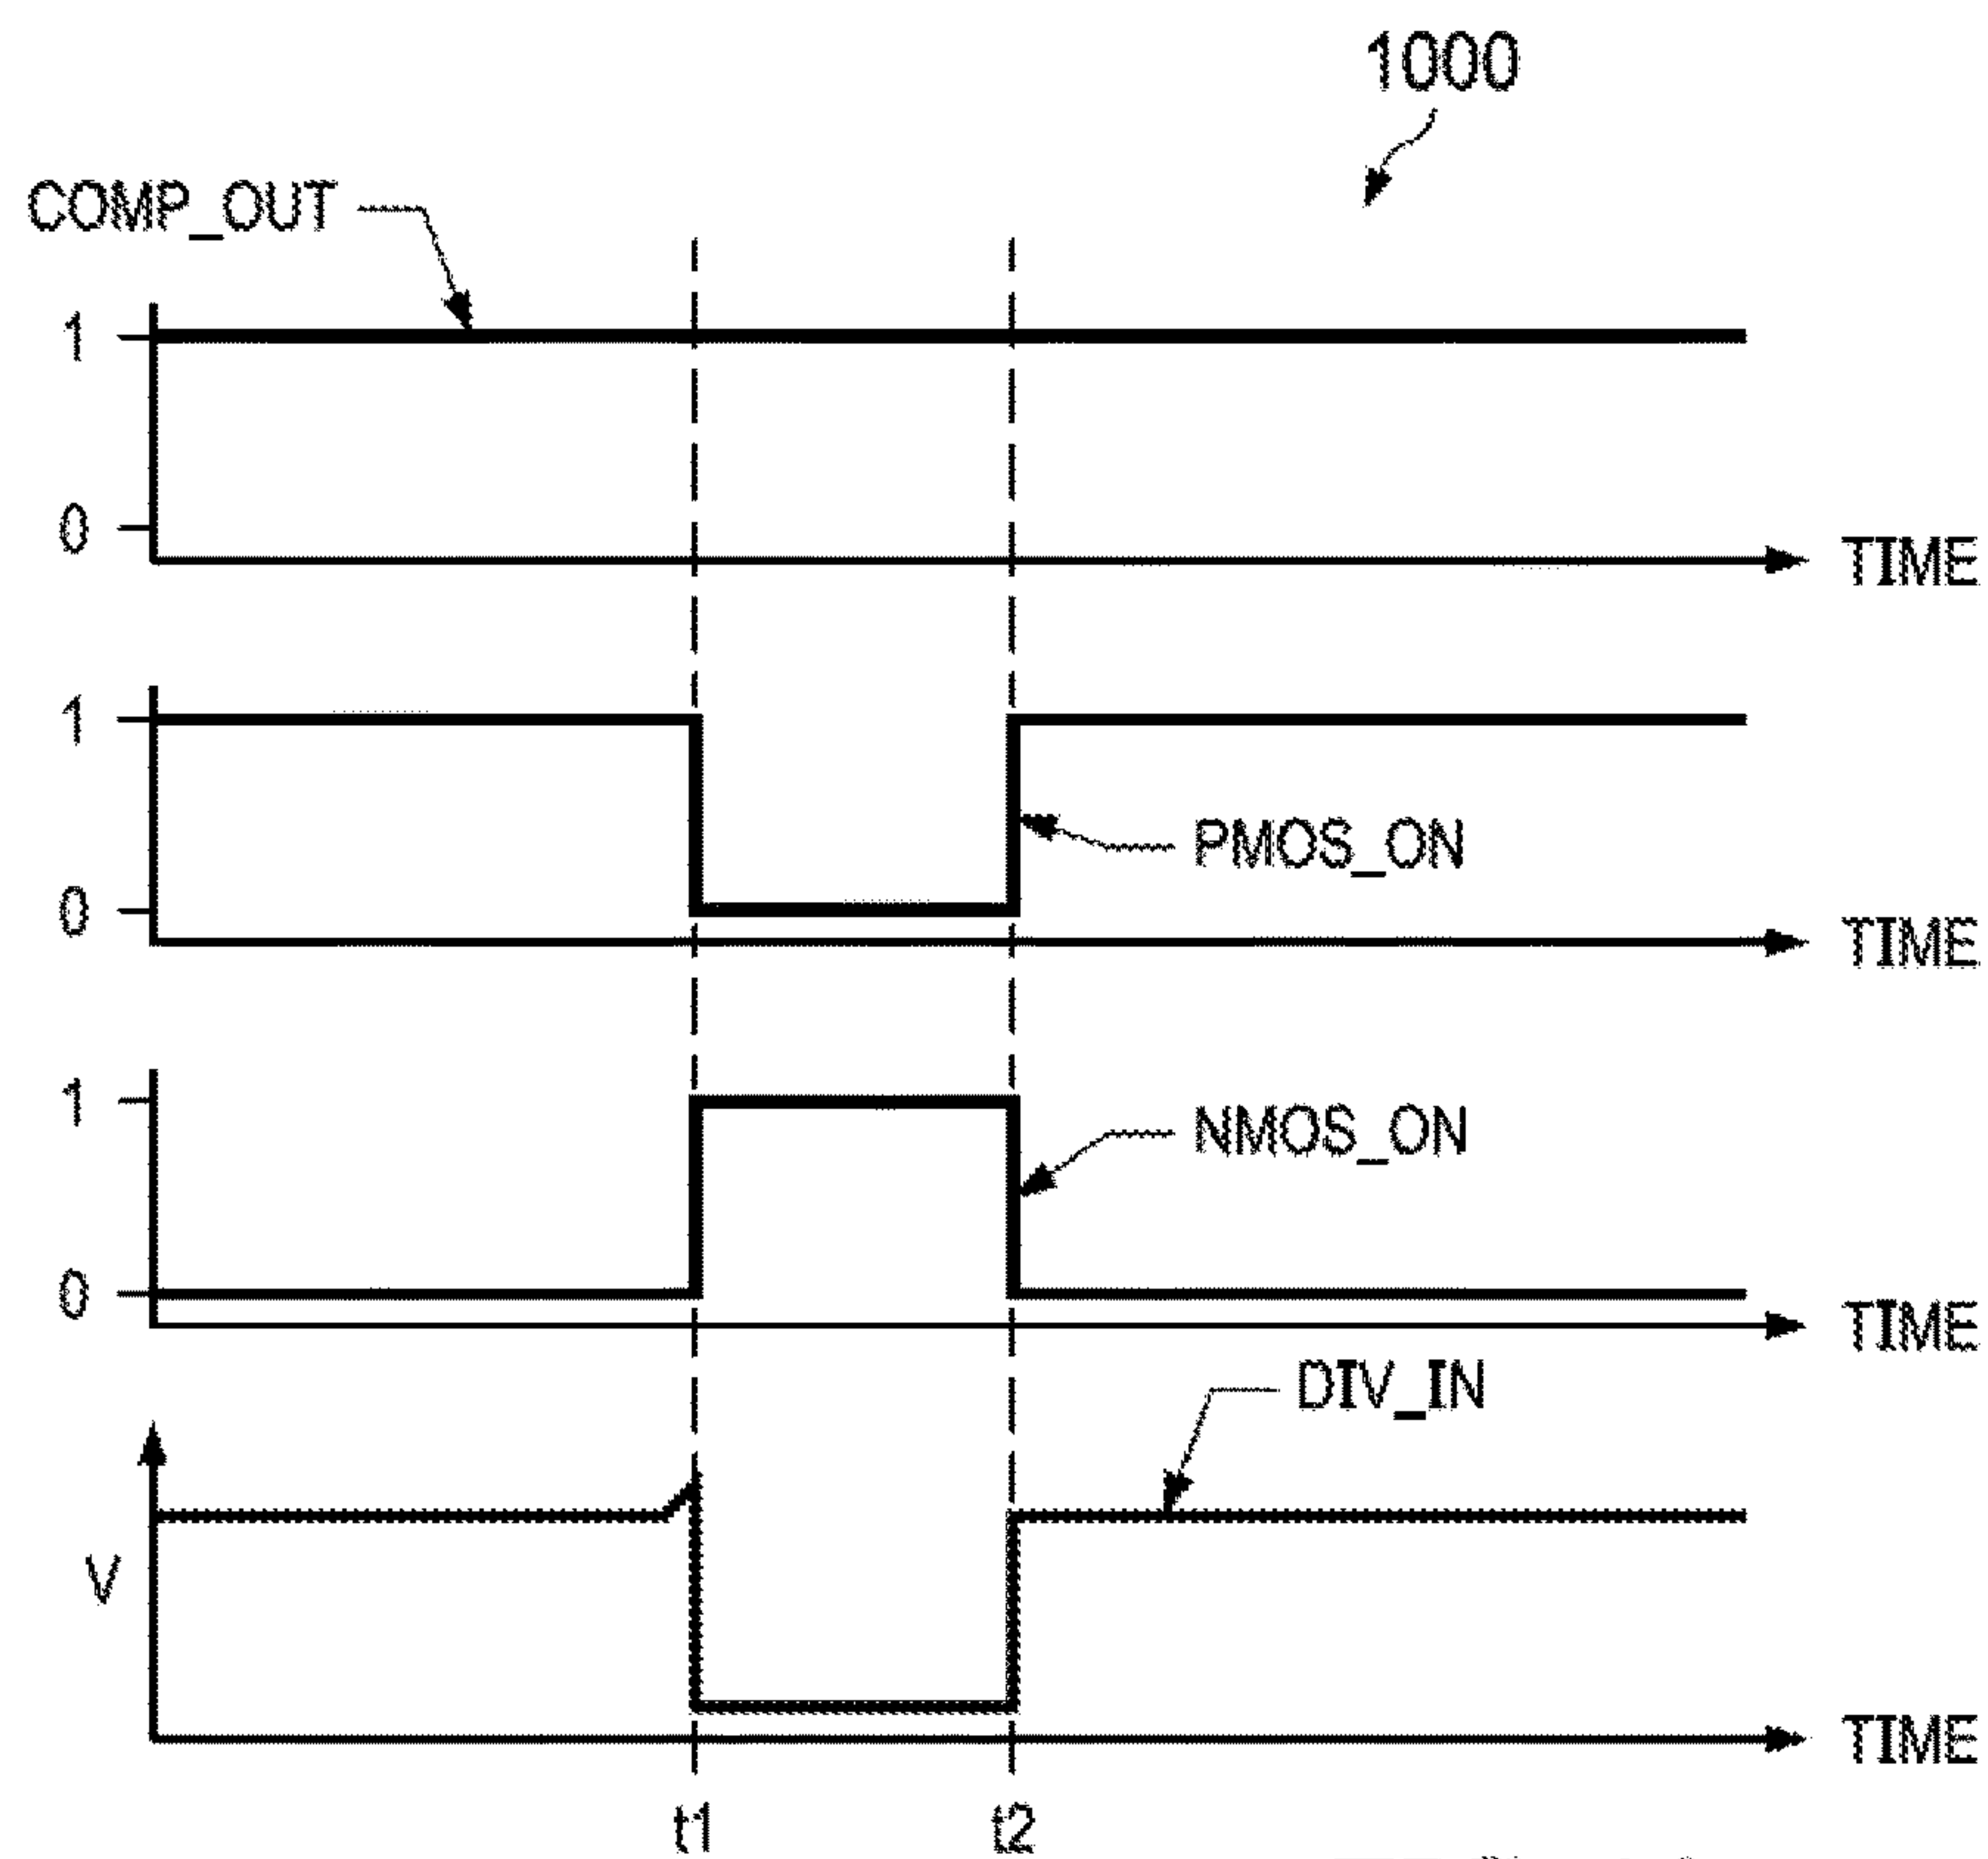 1000
COMP_OUT
1
0
TIME
1
PMOS_ON
0
TIME
1
NMOS_ON
0
TIME
DIV_IN
V
TIME
t1 t2